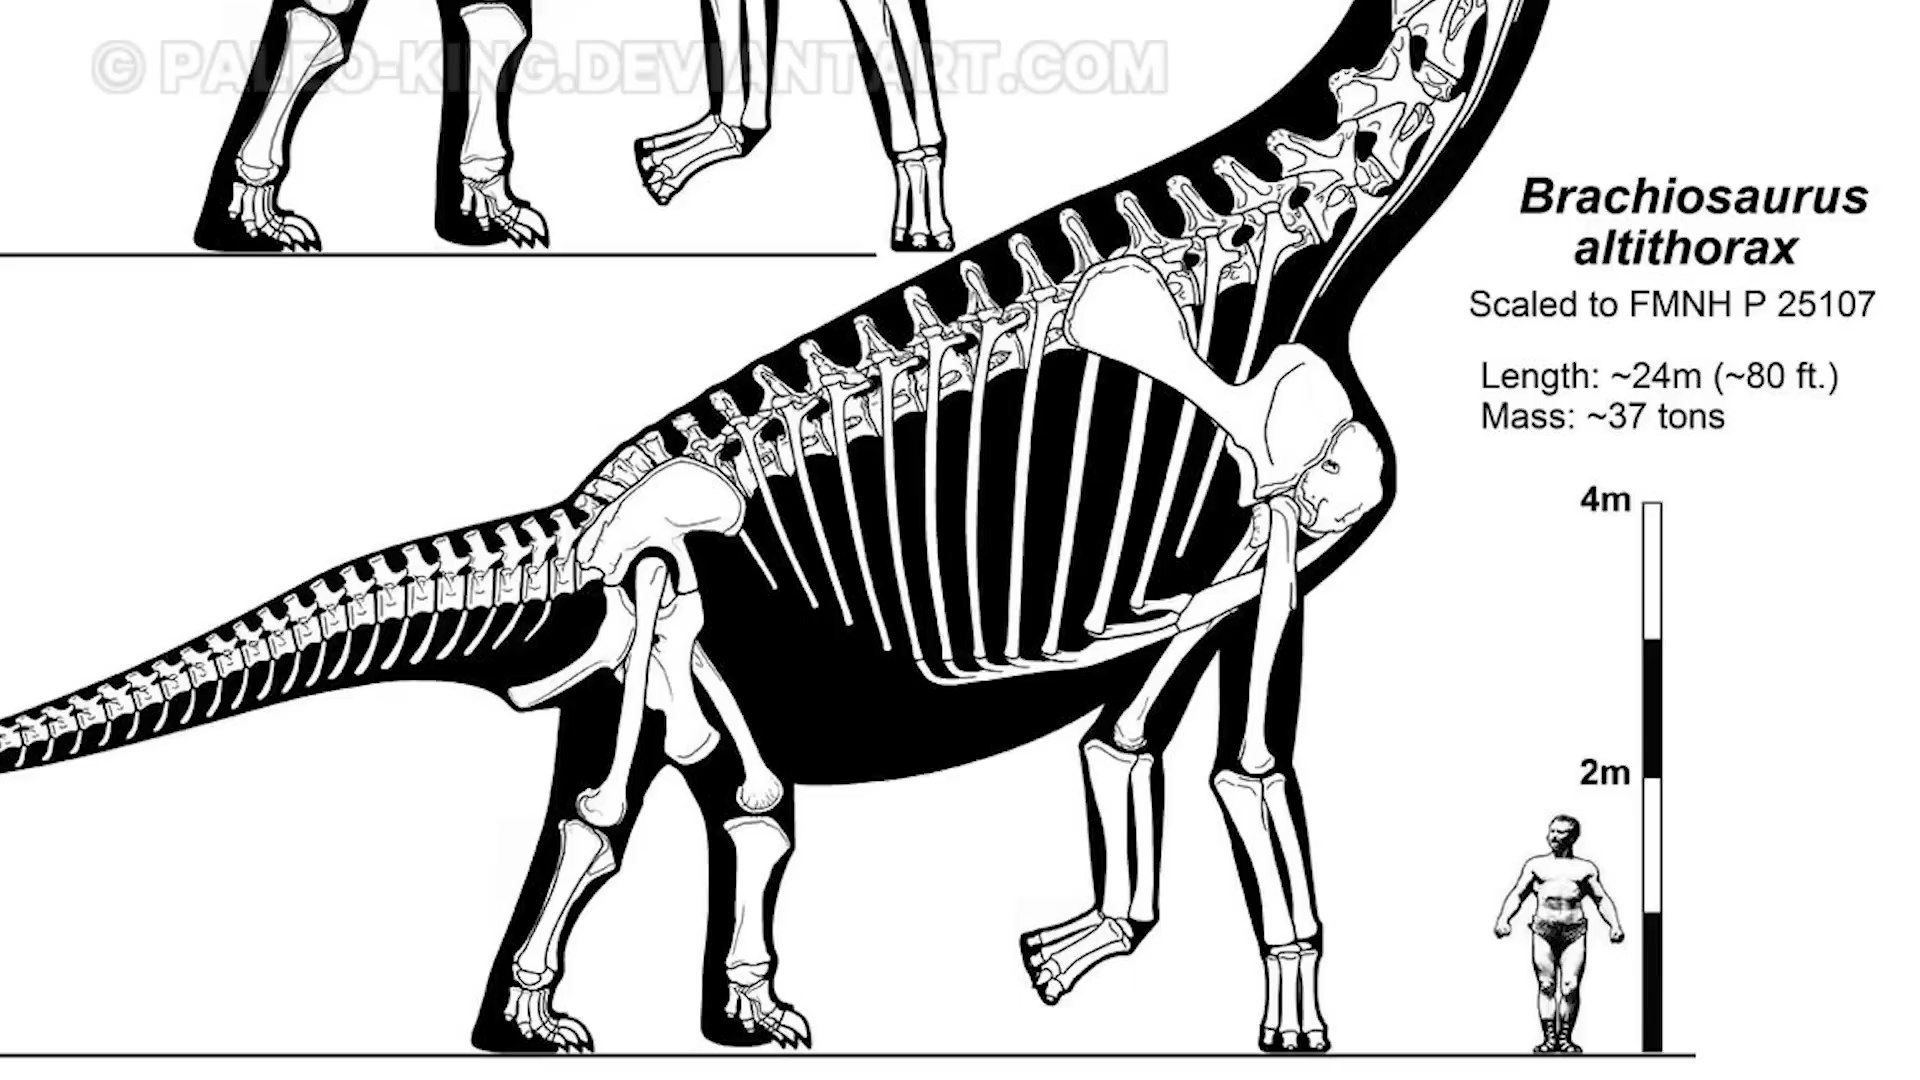 © PALEO-KING.DEVIANTART.COM
Brachiosaurus
altithorax
Scaled to FMNH P 25107
Length: ~24m (~80 ft.)
Mass: ~37 tons
4m
2m